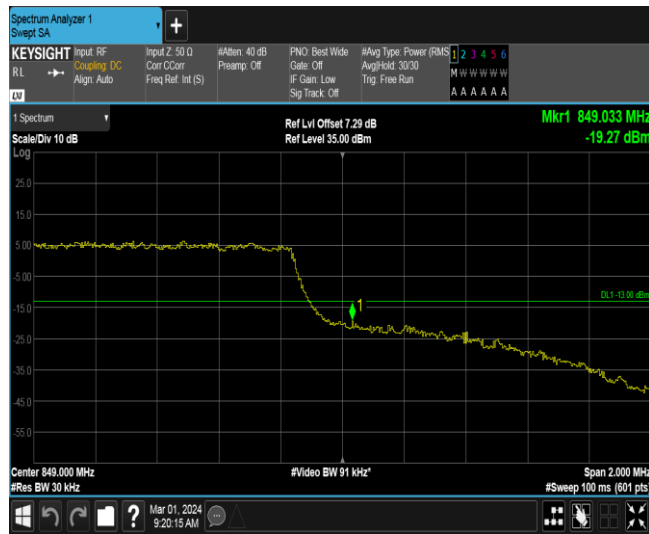 Spectrum Analyzer 1
Swept SA
+
KEYSIGHT
RL
LXI
Input: RF
Coupling: DC
Align: Auto
Input Z: 50 Ω
Corr CCorr
Freq Ref: Int (S)
#Atten: 40 dB
Preamp: Off
PNO: Best Wide
Gate: Off
IF Gain: Low
Sig Track: Off
#Avg Type: Power (RMS
Avg|Hold: 30/30
Trig: Free Run
1 2 3 4 5 6
M W W W W W
A A A A A A
1 Spectrum
Scale/Div 10 dB
Log
Ref Lvl Offset 7.29 dB
Ref Level 35.00 dBm
Mkr1 849.033 MHz
-19.27 dBm
25.0
15.0
5.00
-5.00
-15.0
-25.0
-35.0
-45.0
-55.0
1
DL1 -13.00 dBm
Center 849.000 MHz
#Res BW 30 kHz
#Video BW 91 kHz*
Span 2.000 MHz
#Sweep 100 ms (601 pts)
?
Mar 01, 2024
9:20:15 AM